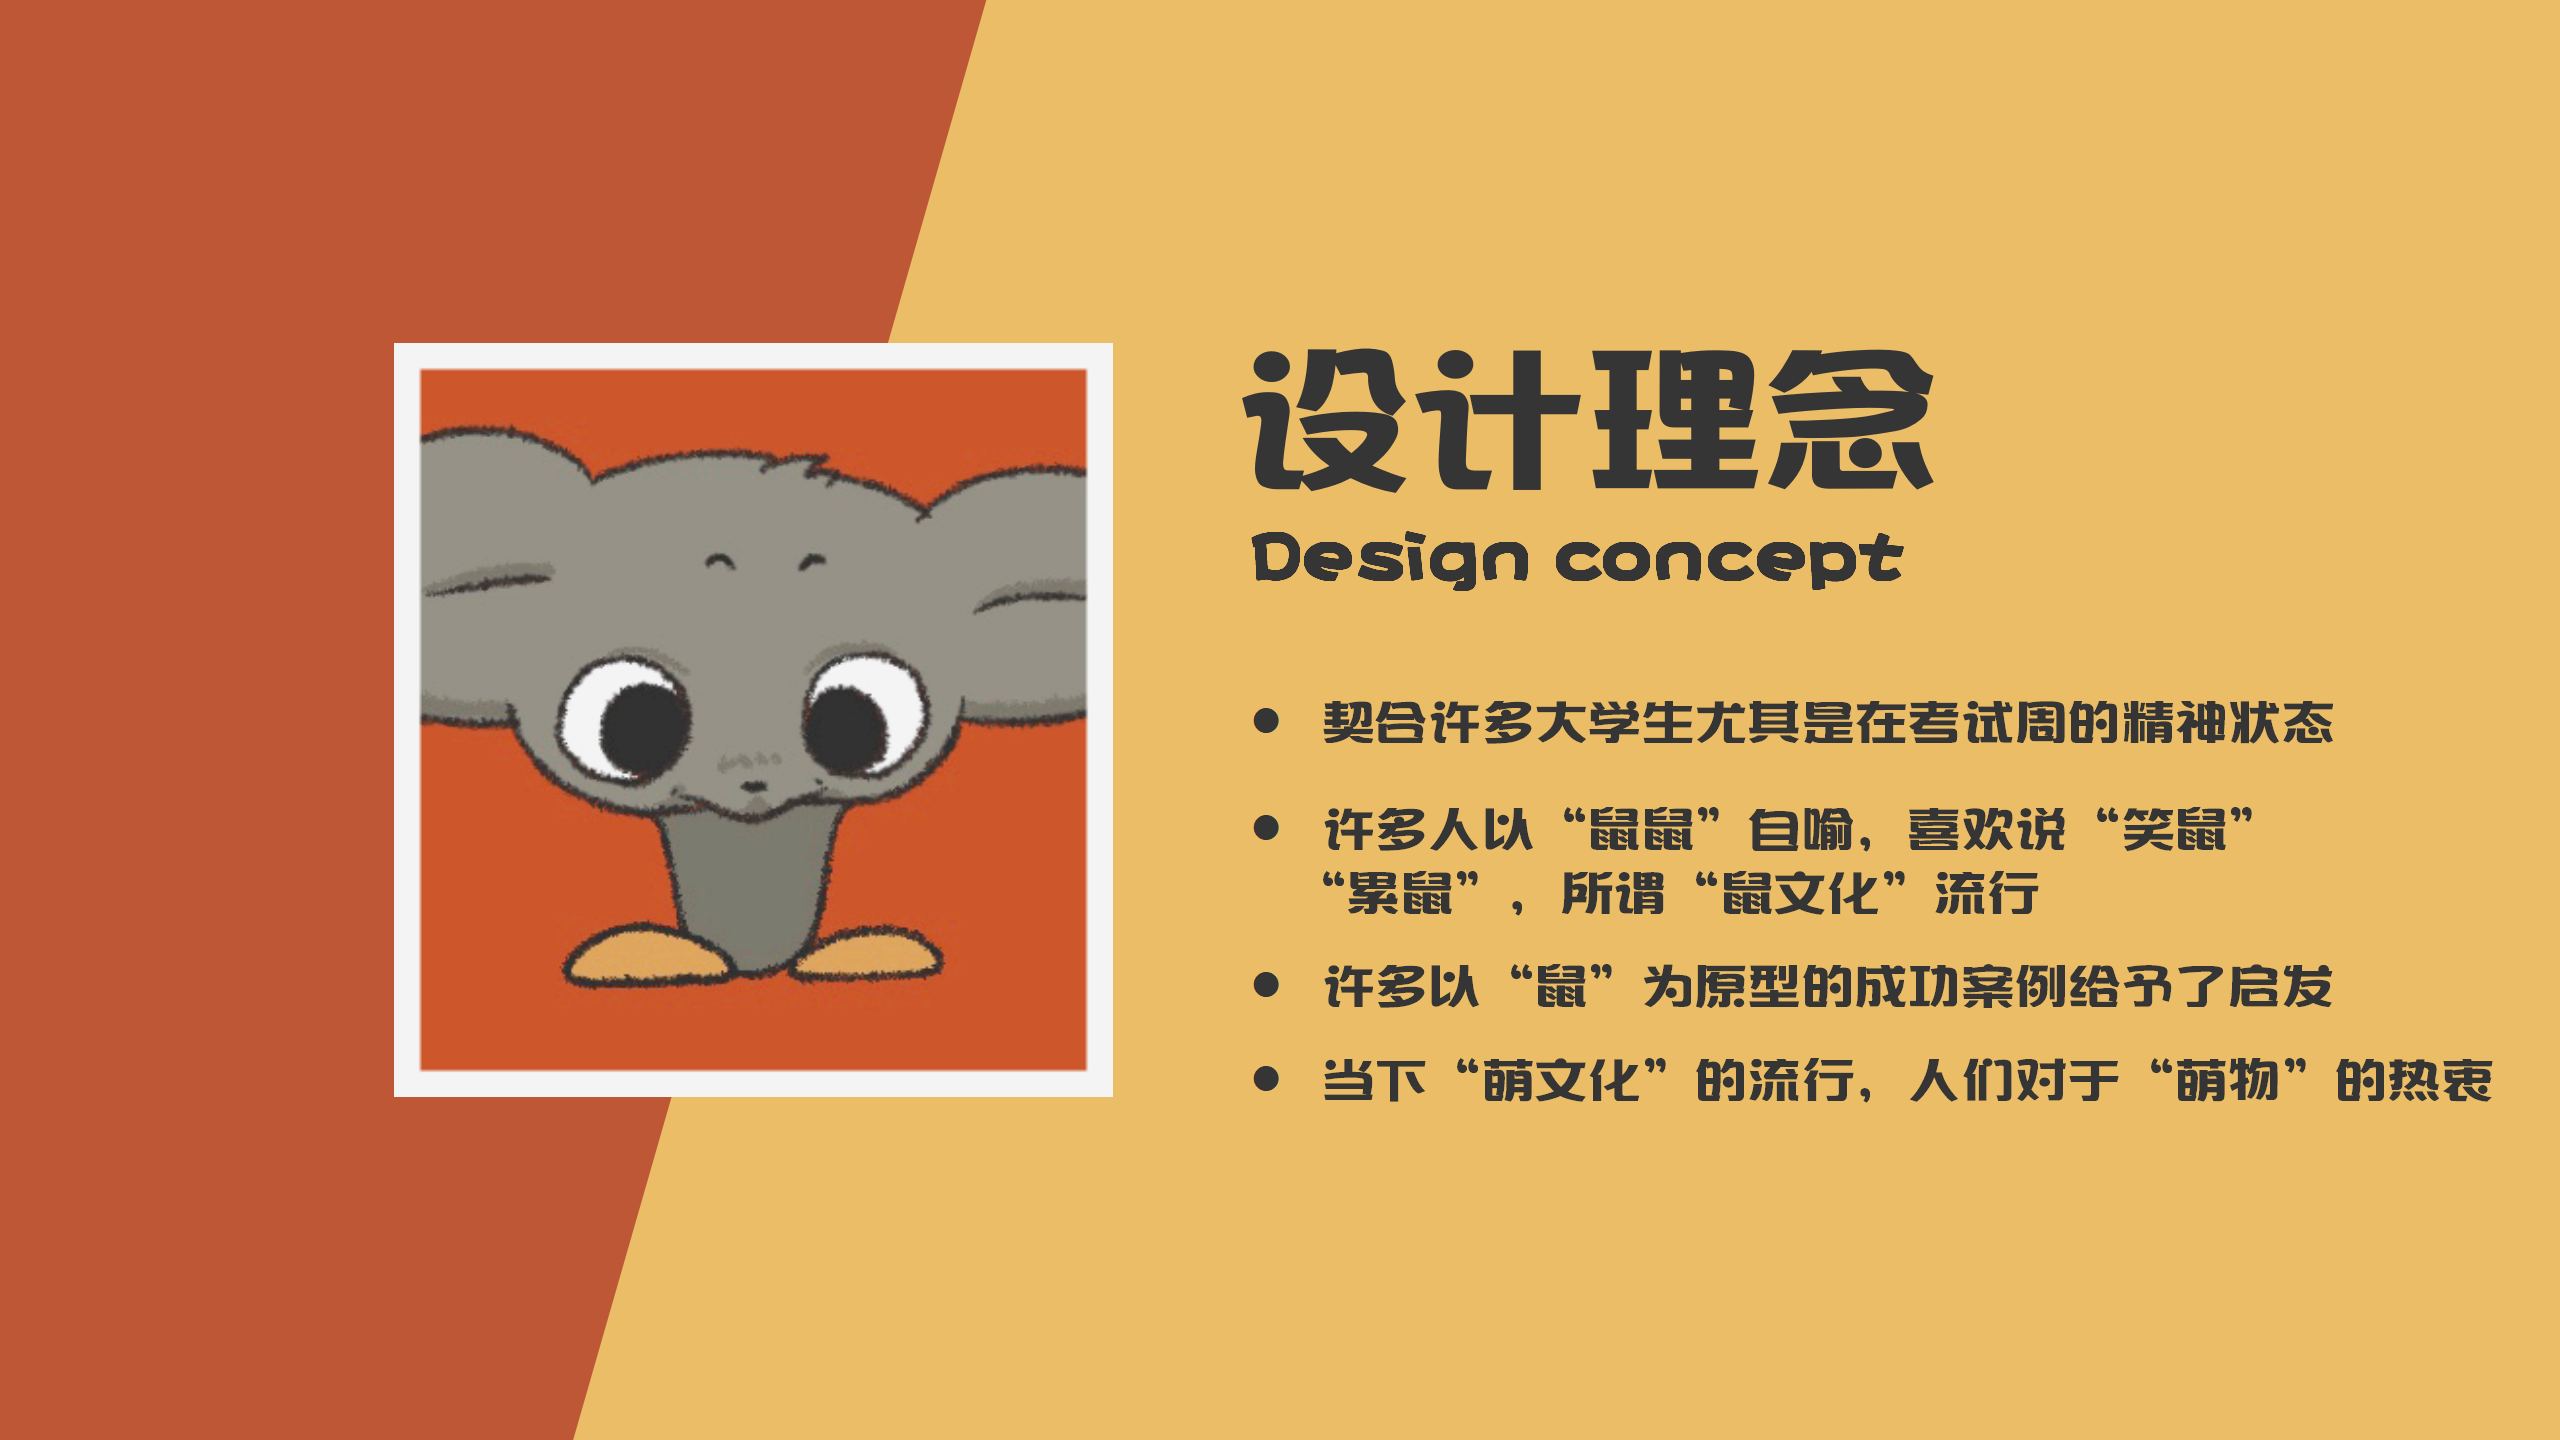 设计理念
Design concept
● 契合许多大学生尤其是在考试周的精神状态
● 许多人以“鼠鼠”自喻，喜欢说“笑鼠”
“累鼠”，所谓“鼠文化”流行
● 许多以“鼠”为原型的成功案例给予了启发
● 当下“萌文化”的流行，人们对于“萌物”的热衷